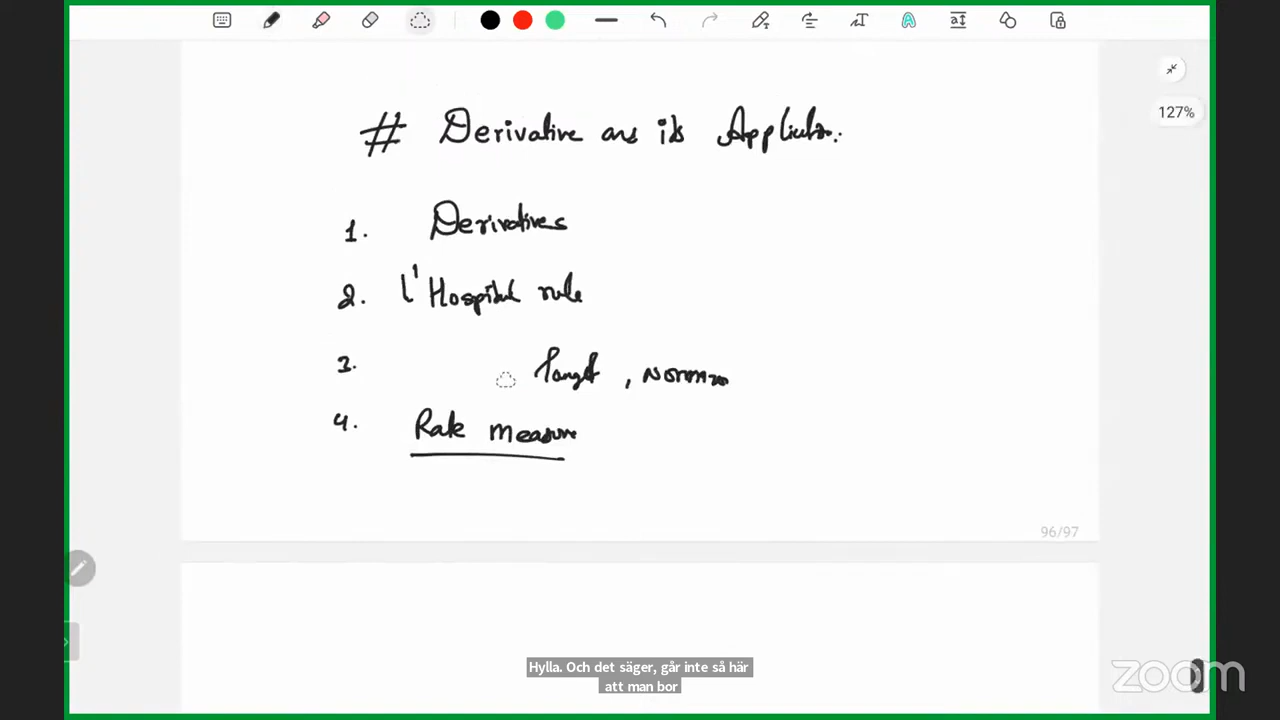 127%
# Derivative and its Application.
1. Derivatives
2. l'Hospital rule
3. Tangent, Normal
4. Rate measure
96/97
Hylla. Och det säger, går inte så här
att man bor
zoom